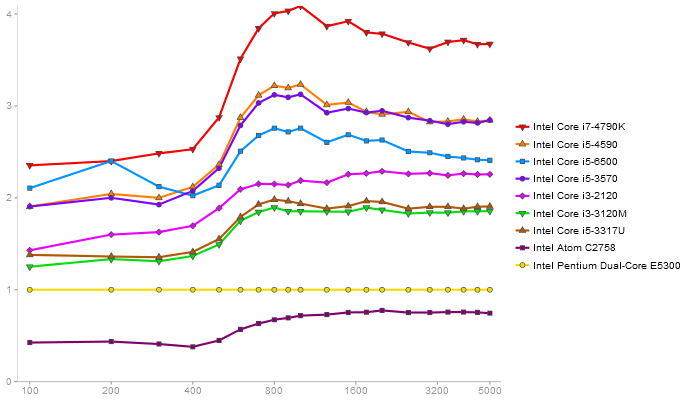 4
3
2
1
0
100 200 400 800 1600 3200 5000
Intel Core i7-4790K
Intel Core i5-4590
Intel Core i5-6500
Intel Core i5-3570
Intel Core i3-2120
Intel Core i3-3120M
Intel Core i5-3317U
Intel Atom C2758
Intel Pentium Dual-Core E5300